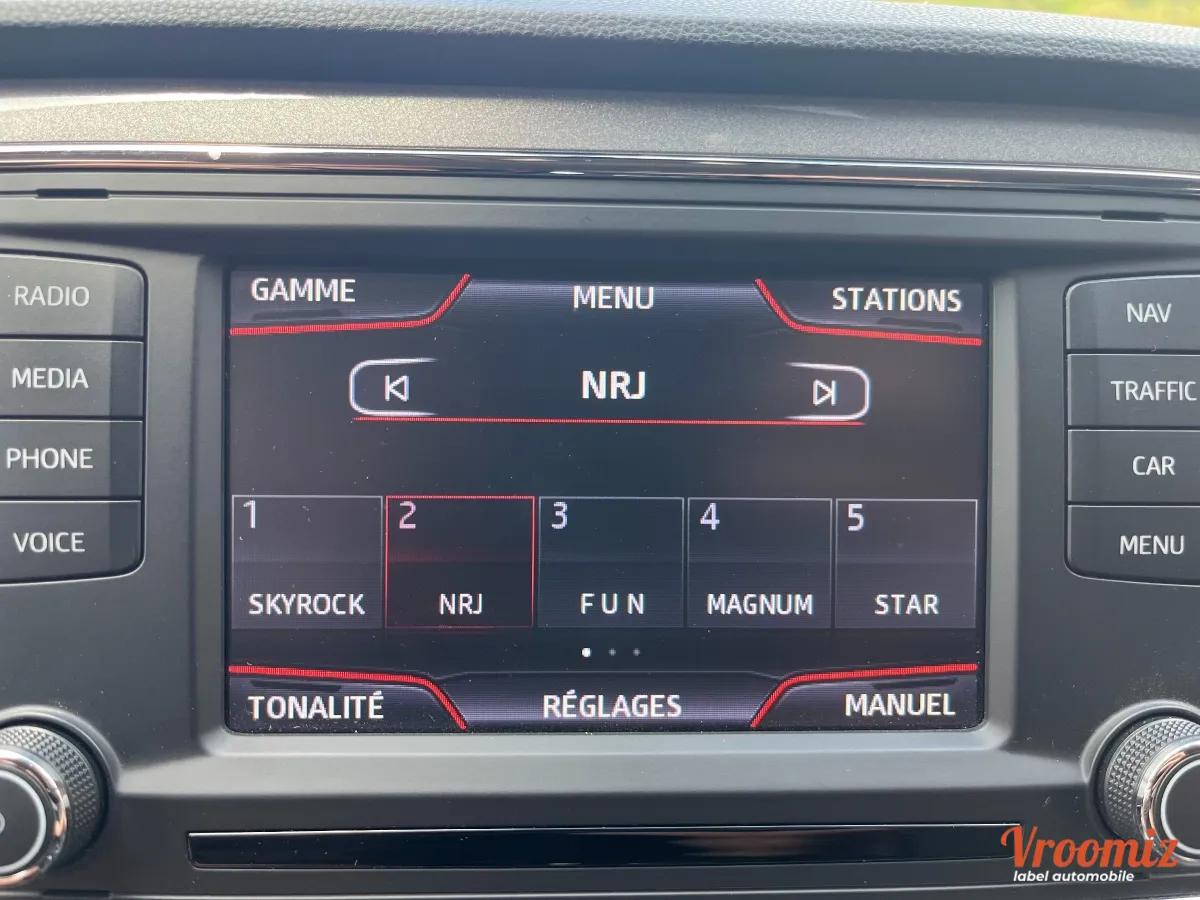 RADIO
MEDIA
PHONE
VOICE
GAMME
MENU
STATIONS
NRJ
1
2
3
4
5
SKYROCK
NRJ
FUN
MAGNUM
STAR
TONALITÉ
RÉGLAGES
MANUEL
NAV
TRAFFIC
CAR
MENU
Vroomiz
label automobile